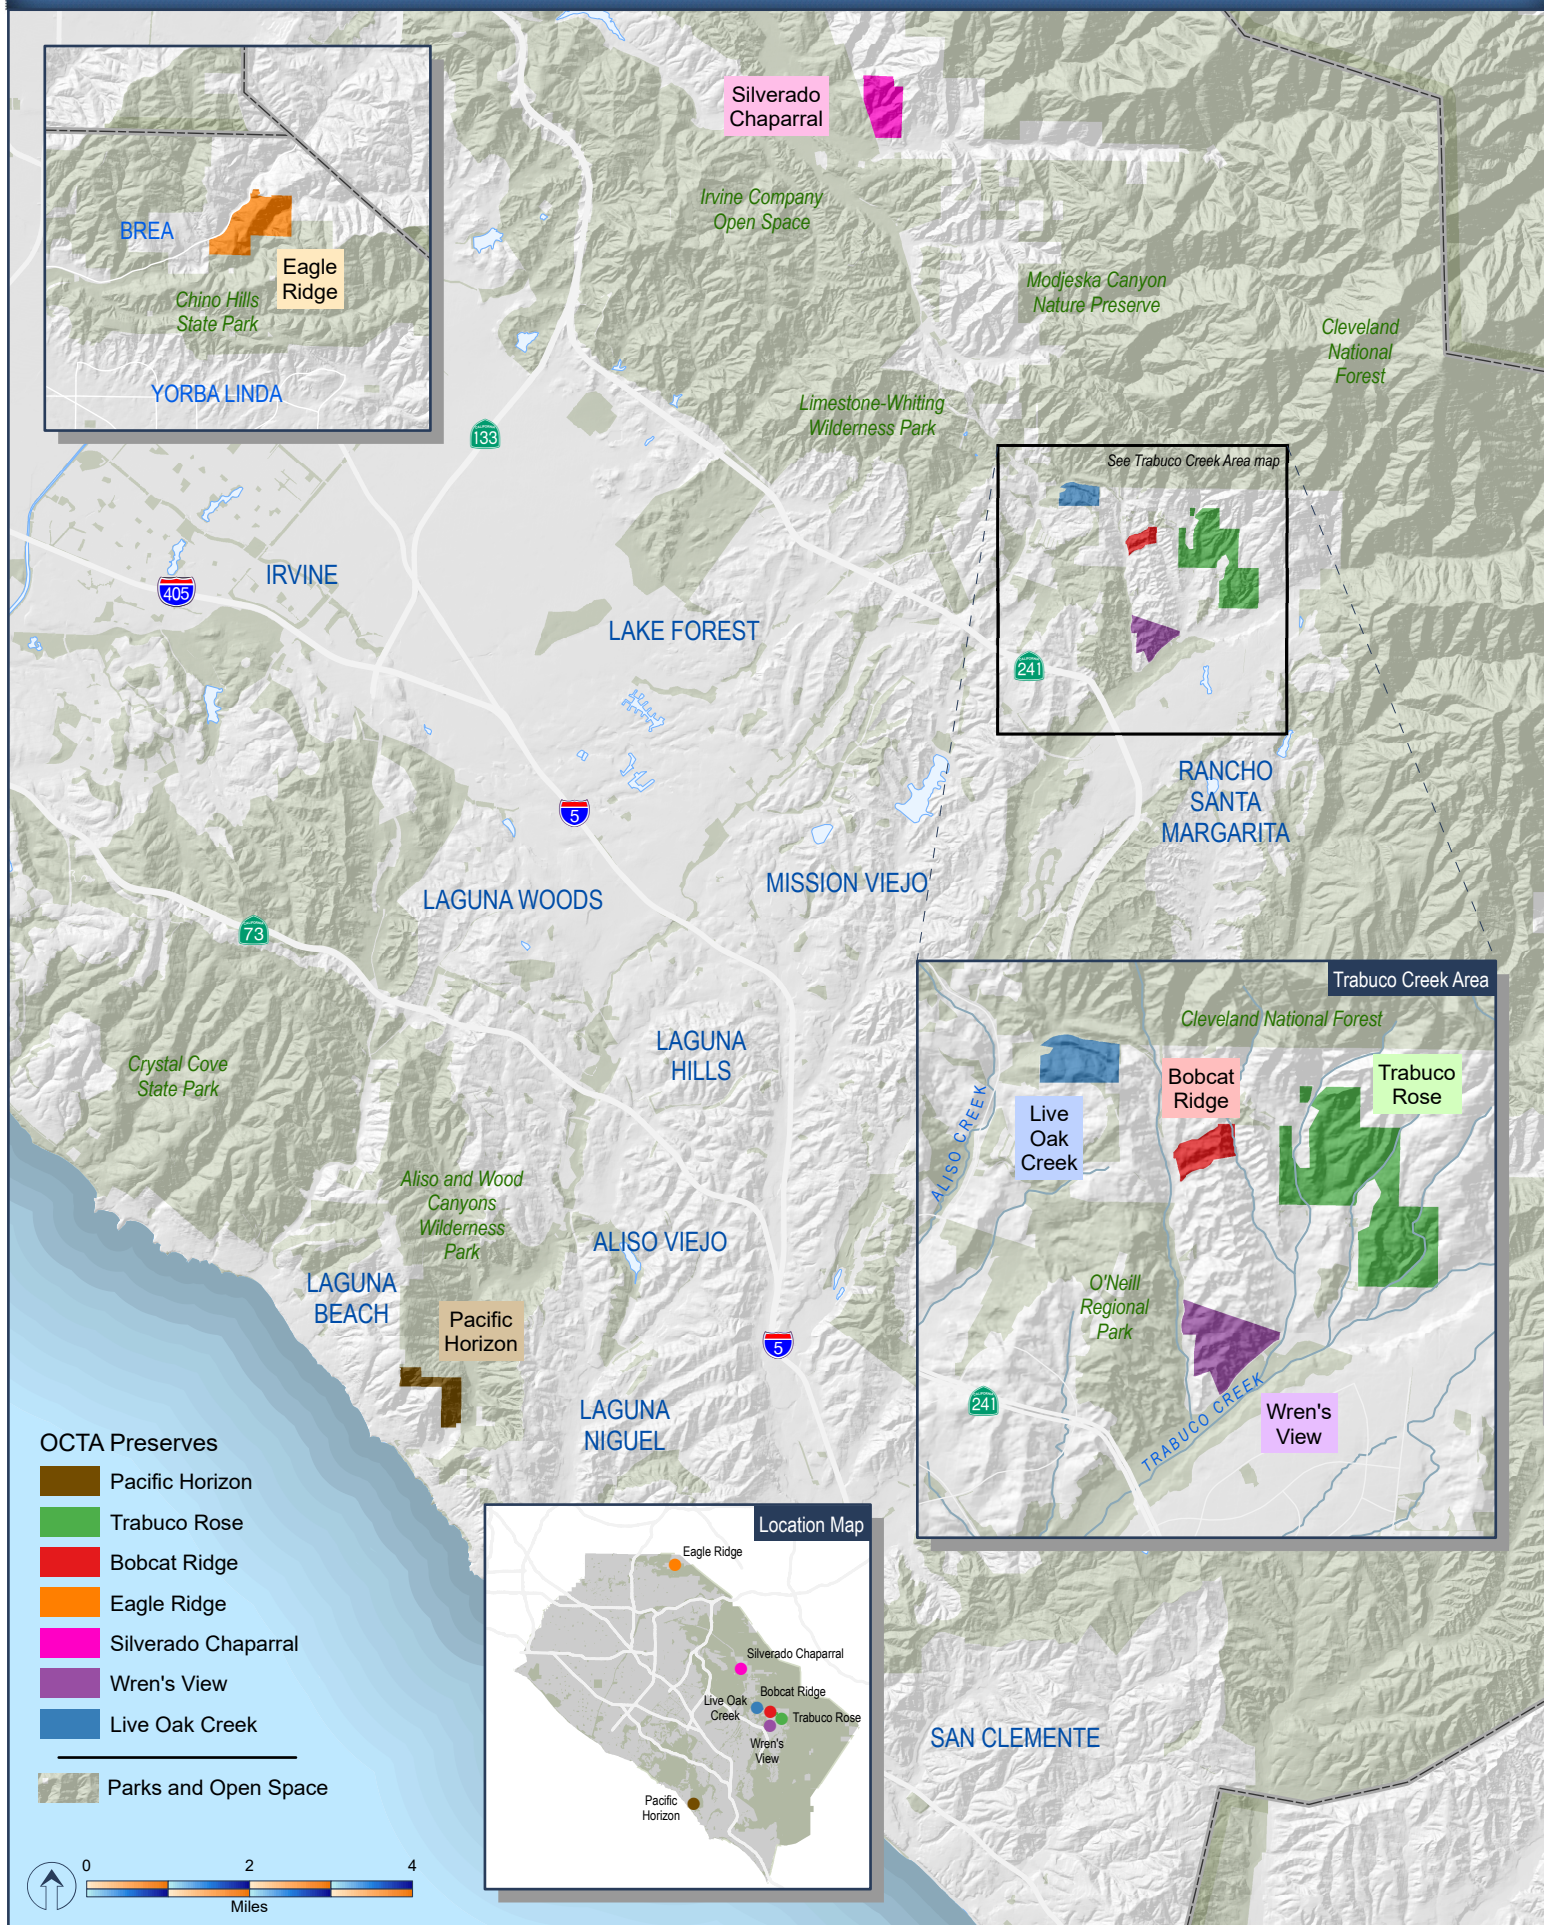 BREA
Eagle
Ridge
Chino Hills
State Park
YORBA LINDA
Silverado
Chaparral
Irvine Company
Open Space
Modjeska Canyon
Nature Preserve
Cleveland
National
Forest
Limestone-Whiting
Wilderness Park
CALIFORNIA
133
See Trabuco Creek Area map
405
IRVINE
LAKE FOREST
CALIFORNIA
241
RANCHO
SANTA
MARGARITA
5
MISSION VIEJO
LAGUNA WOODS
CALIFORNIA
73
LAGUNA
HILLS
Crystal Cove
State Park
Aliso and Wood
Canyons
Wilderness
Park
ALISO VIEJO
LAGUNA
BEACH
Pacific
Horizon
5
LAGUNA
NIGUEL
Trabuco Creek Area
Cleveland National Forest
Bobcat
Ridge
Trabuco
Rose
Live
Oak
Creek
ALISO CREEK
O'Neill
Regional
Park
CALIFORNIA
241
TRABUCO CREEK
Wren's
View
OCTA Preserves
Pacific Horizon
Trabuco Rose
Bobcat Ridge
Eagle Ridge
Silverado Chaparral
Wren's View
Live Oak Creek
Parks and Open Space
0 2 4
Miles
Location Map
Eagle Ridge
Silverado Chaparral
Bobcat Ridge
Live Oak
Creek
Trabuco Rose
Wren's
View
Pacific
Horizon
SAN CLEMENTE